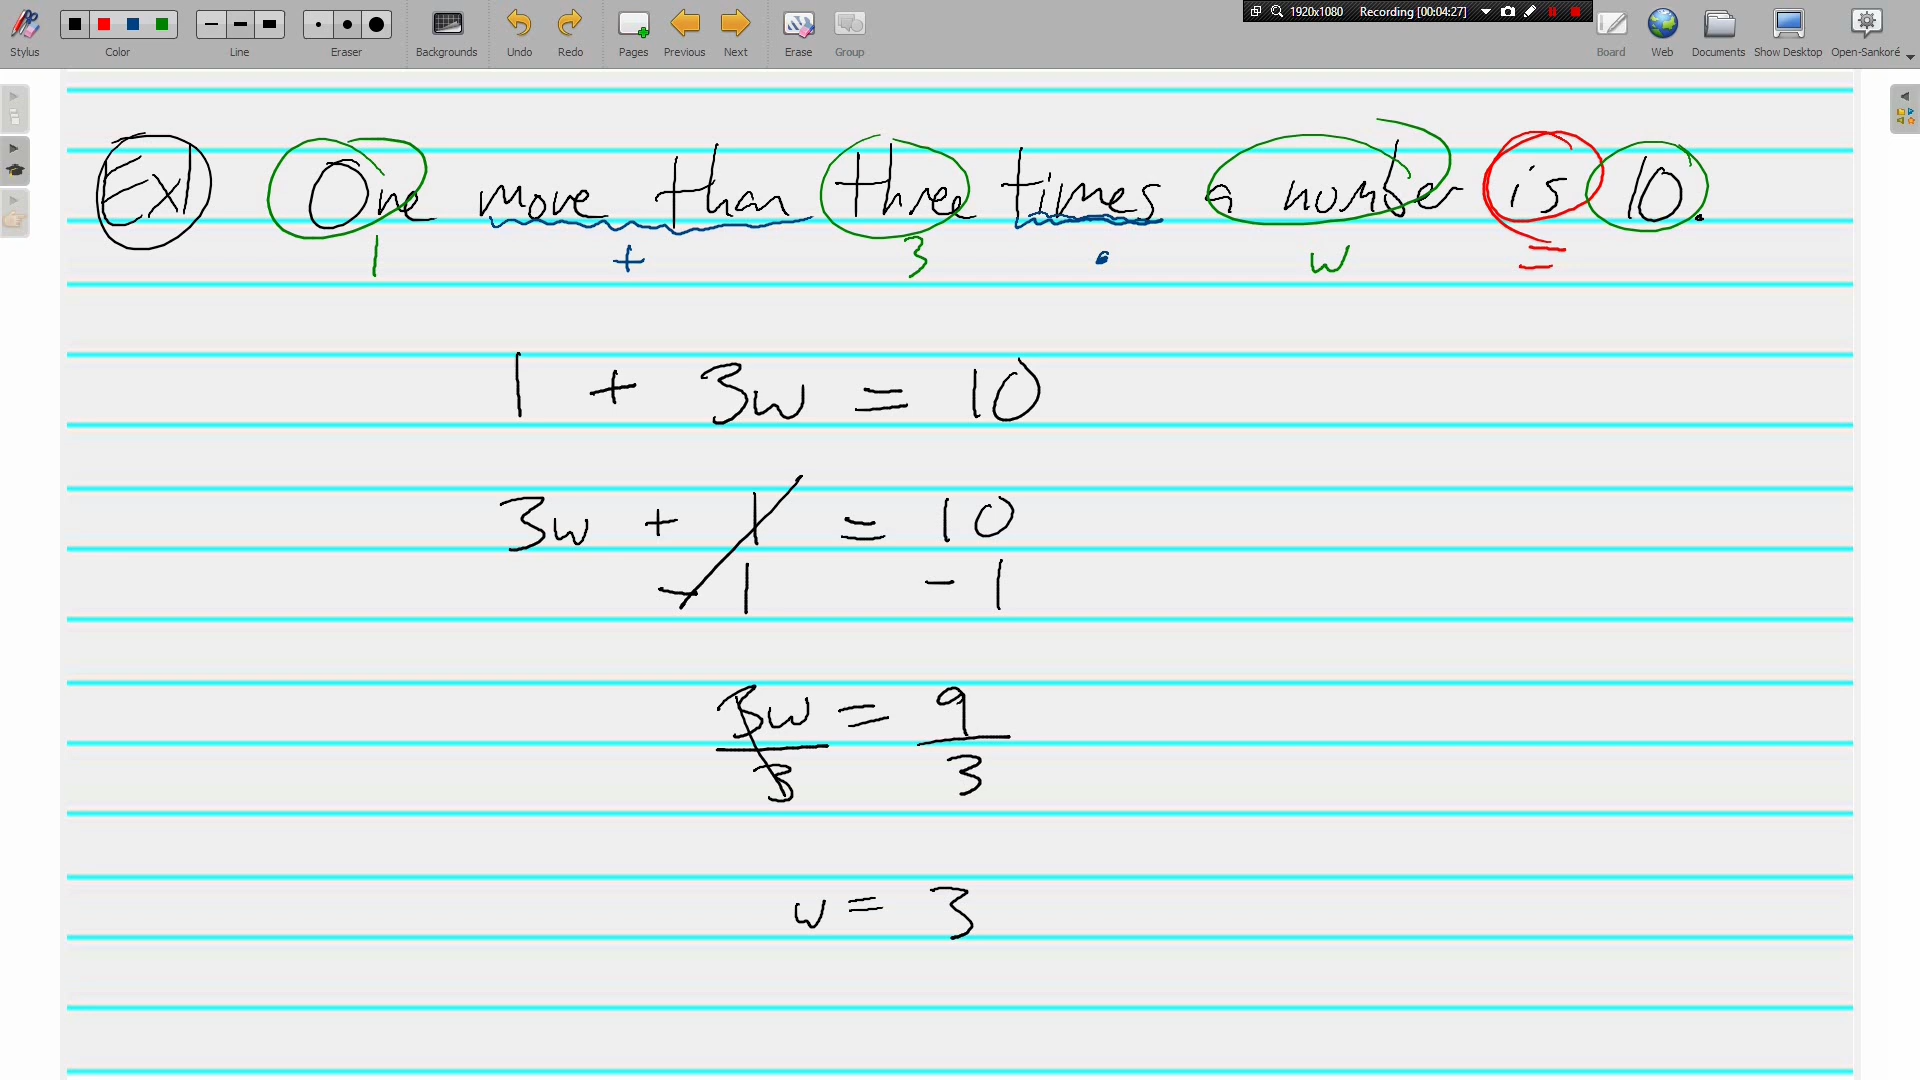 1920x1080 Recording [00:04:27]
Stylus Color Line Eraser Backgrounds Undo Redo Pages Previous Next Erase Group Board Web Documents Show Desktop Open-Sankoré
Ex1 One more than three times a number is 10.
1 + 3 • w =
1 + 3w = 10
3w + 1 = 10
- 1 - 1
3w = 9
3 3
w = 3